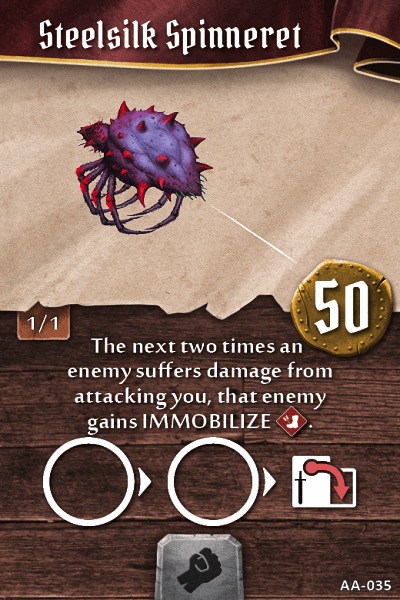 Steelsilk Spinneret
50
1/1
The next two times an
enemy suffers damage from
attacking you, that enemy
gains IMMOBILIZE .
AA-035